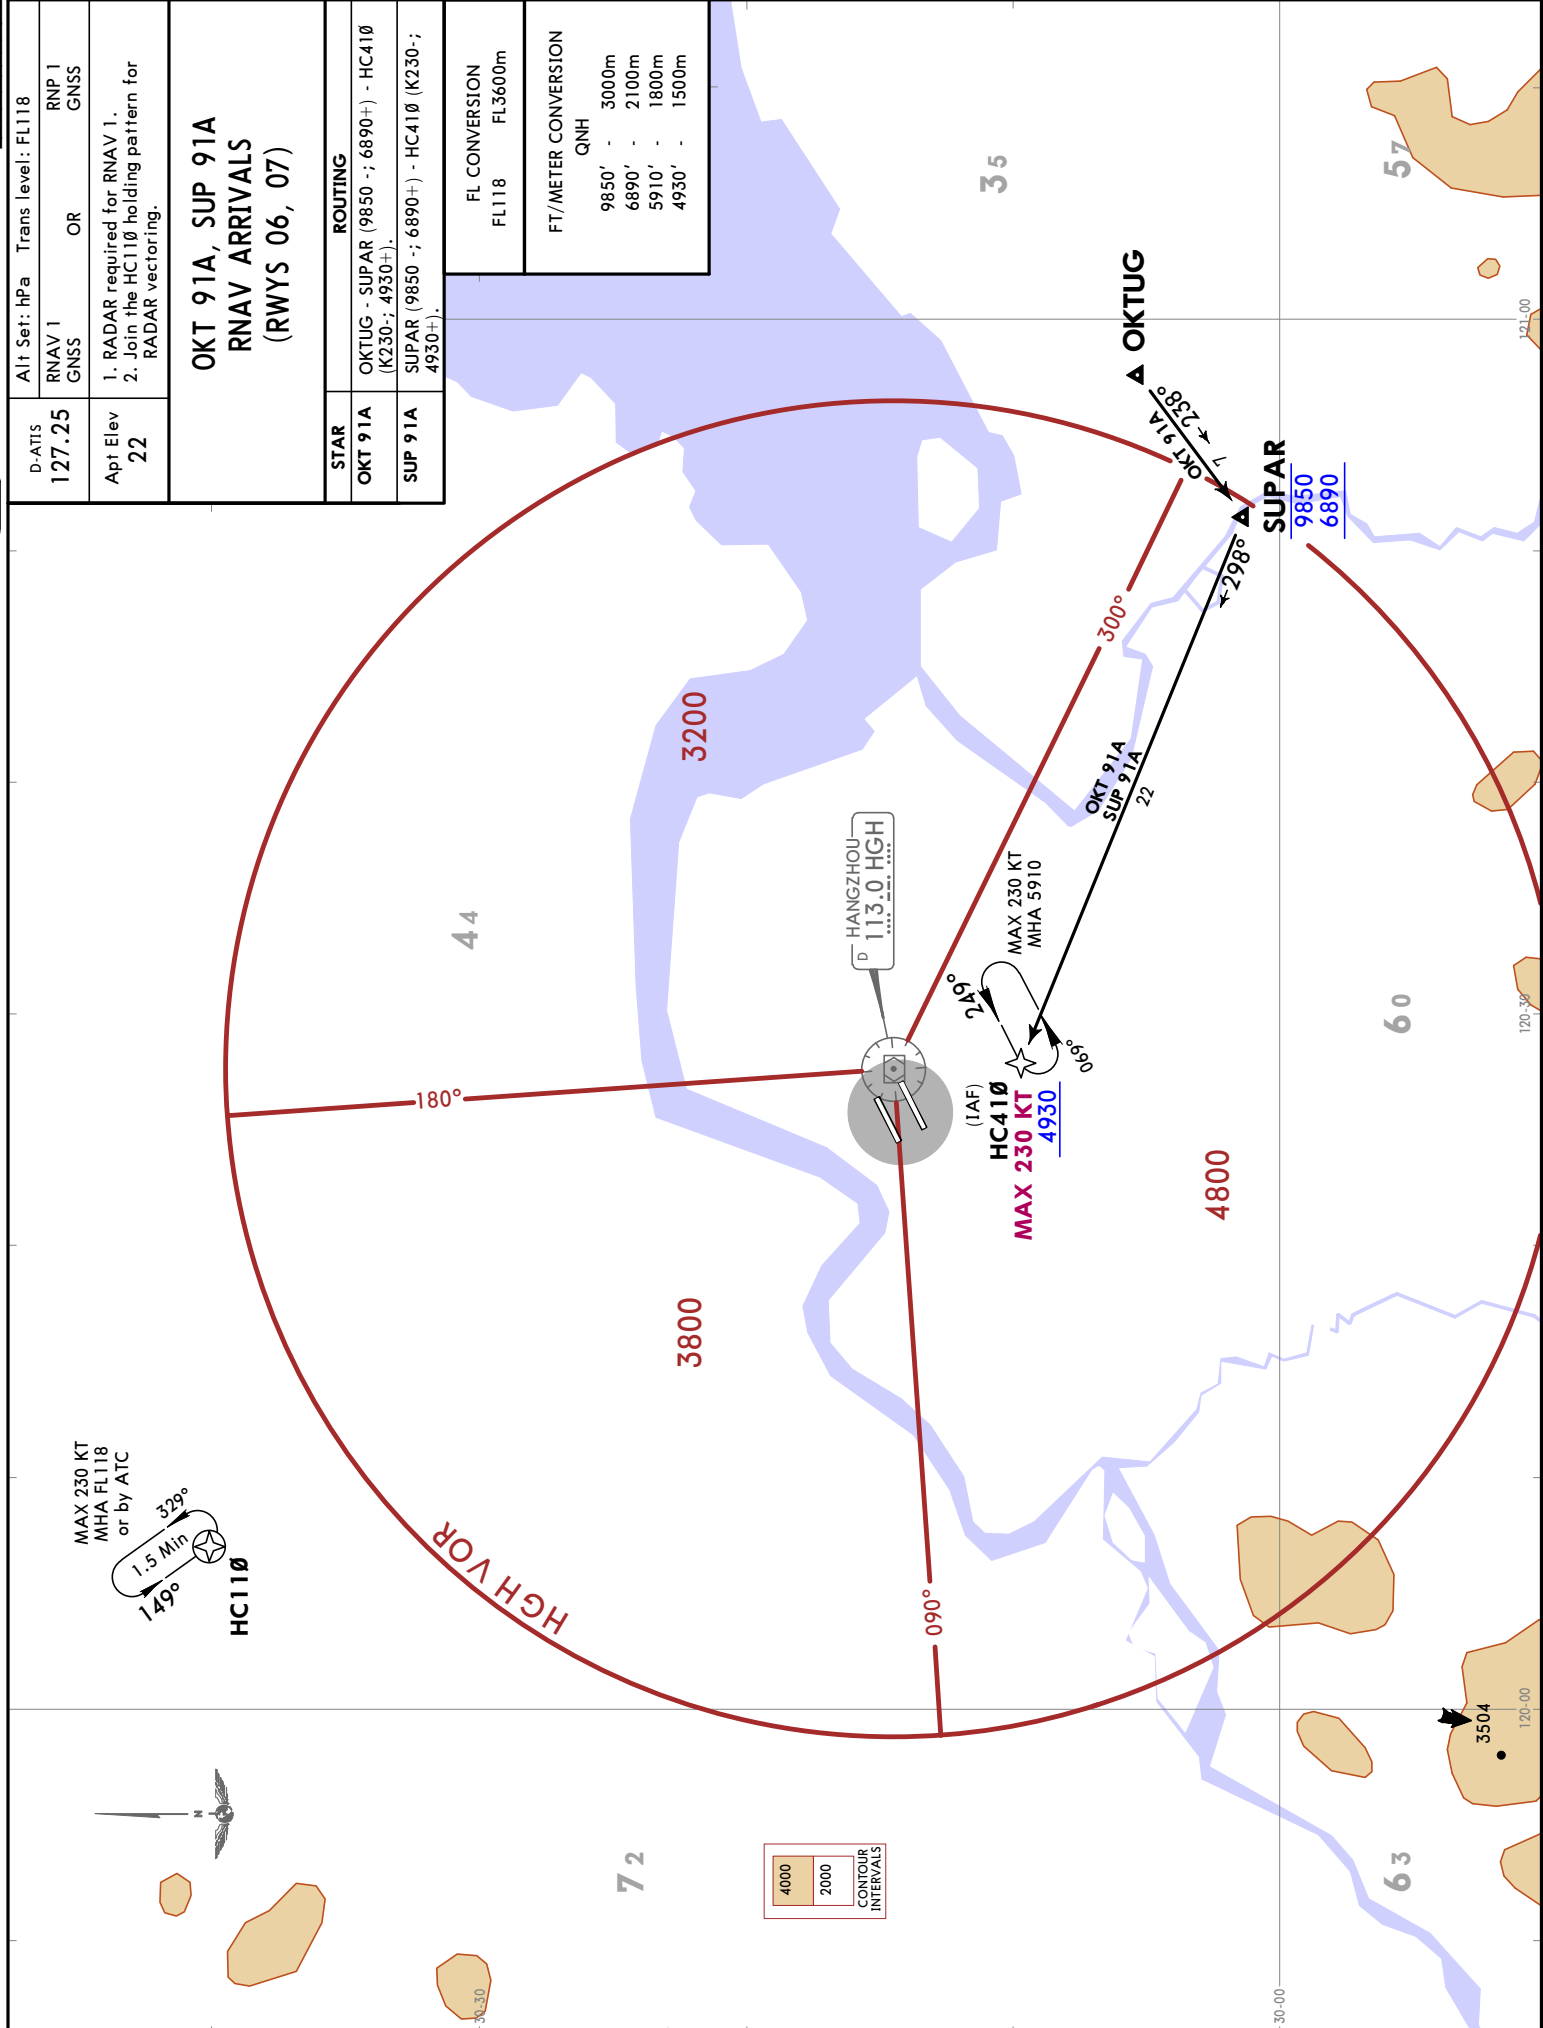 D-ATIS
127.25
Alt Set: hPa Trans level: FL118
RNAV 1
GNSS
OR
RNP 1
GNSS
Apt Elev
22
1. RADAR required for RNAV 1.
2. Join the HC11Ø holding pattern for
RADAR vectoring.
OKT 91A, SUP 91A
RNAV ARRIVALS
(RWYS 06, 07)
STAR ROUTING
OKT 91A OKTUG - SUPAR (9850 -; 6890+) - HC41Ø
(K230-; 4930+).
SUP 91A SUPAR (9850 -; 6890+) - HC41Ø (K230-;
4930+).
FL CONVERSION
FL118 FL3600m
FT/METER CONVERSION
QNH
9850' - 3000m
6890' - 2100m
5910' - 1800m
4930' - 1500m
MAX 230 KT
MHA FL118
or by ATC
329°
1.5 Min
149°
HC11Ø
HGH VOR
N
44
35
57
72
60
63
3200
3800
4800
180°
090°
300°
D HANGZHOU
113.0 HGH
MAX 230 KT
MHA 5910
249°
069°
(IAF)
HC41Ø
MAX 230 KT
4930
OKT 91A
SUP 91A
22
298°
OKTUG
238°
OKT 91A
7
SUPAR
9850
6890
4000
2000
CONTOUR
INTERVALS
3504
30-30
30-00
120-00
120-30
121-00